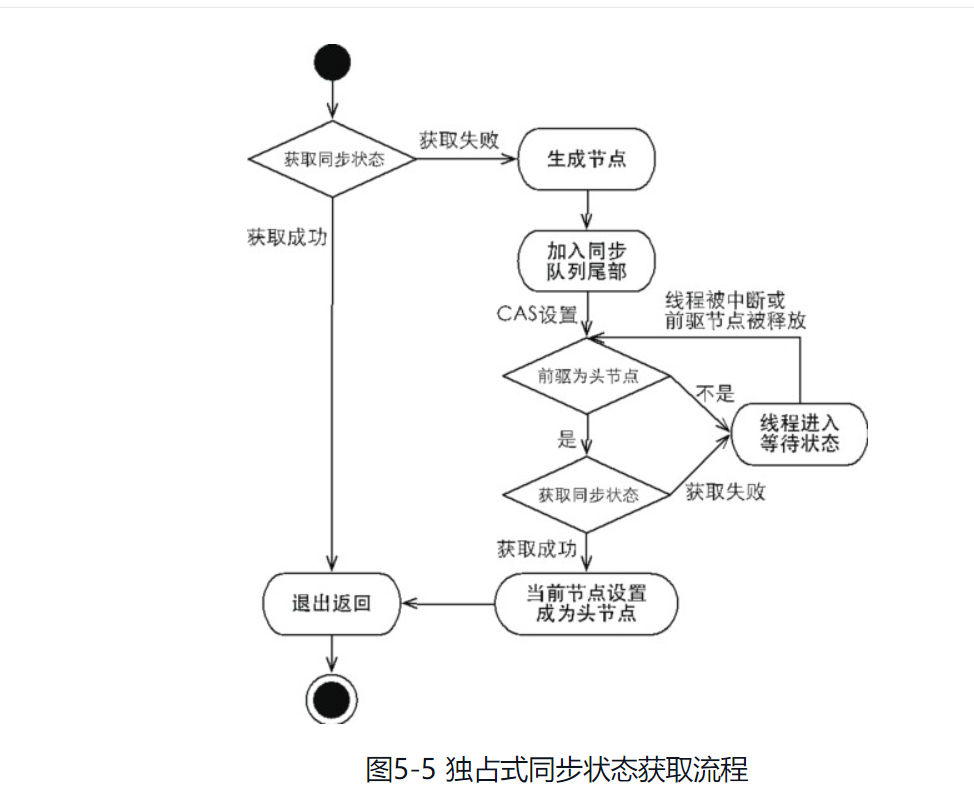 获取失败
获取同步状态
生成节点
获取成功
加入同步
队列尾部
CAS设置
线程被中断或
前驱节点被释放
前驱为头节点
不是
线程进入
等待状态
是
获取同步状态
获取失败
获取成功
退出返回
当前节点设置
成为头节点
图5-5 独占式同步状态获取流程